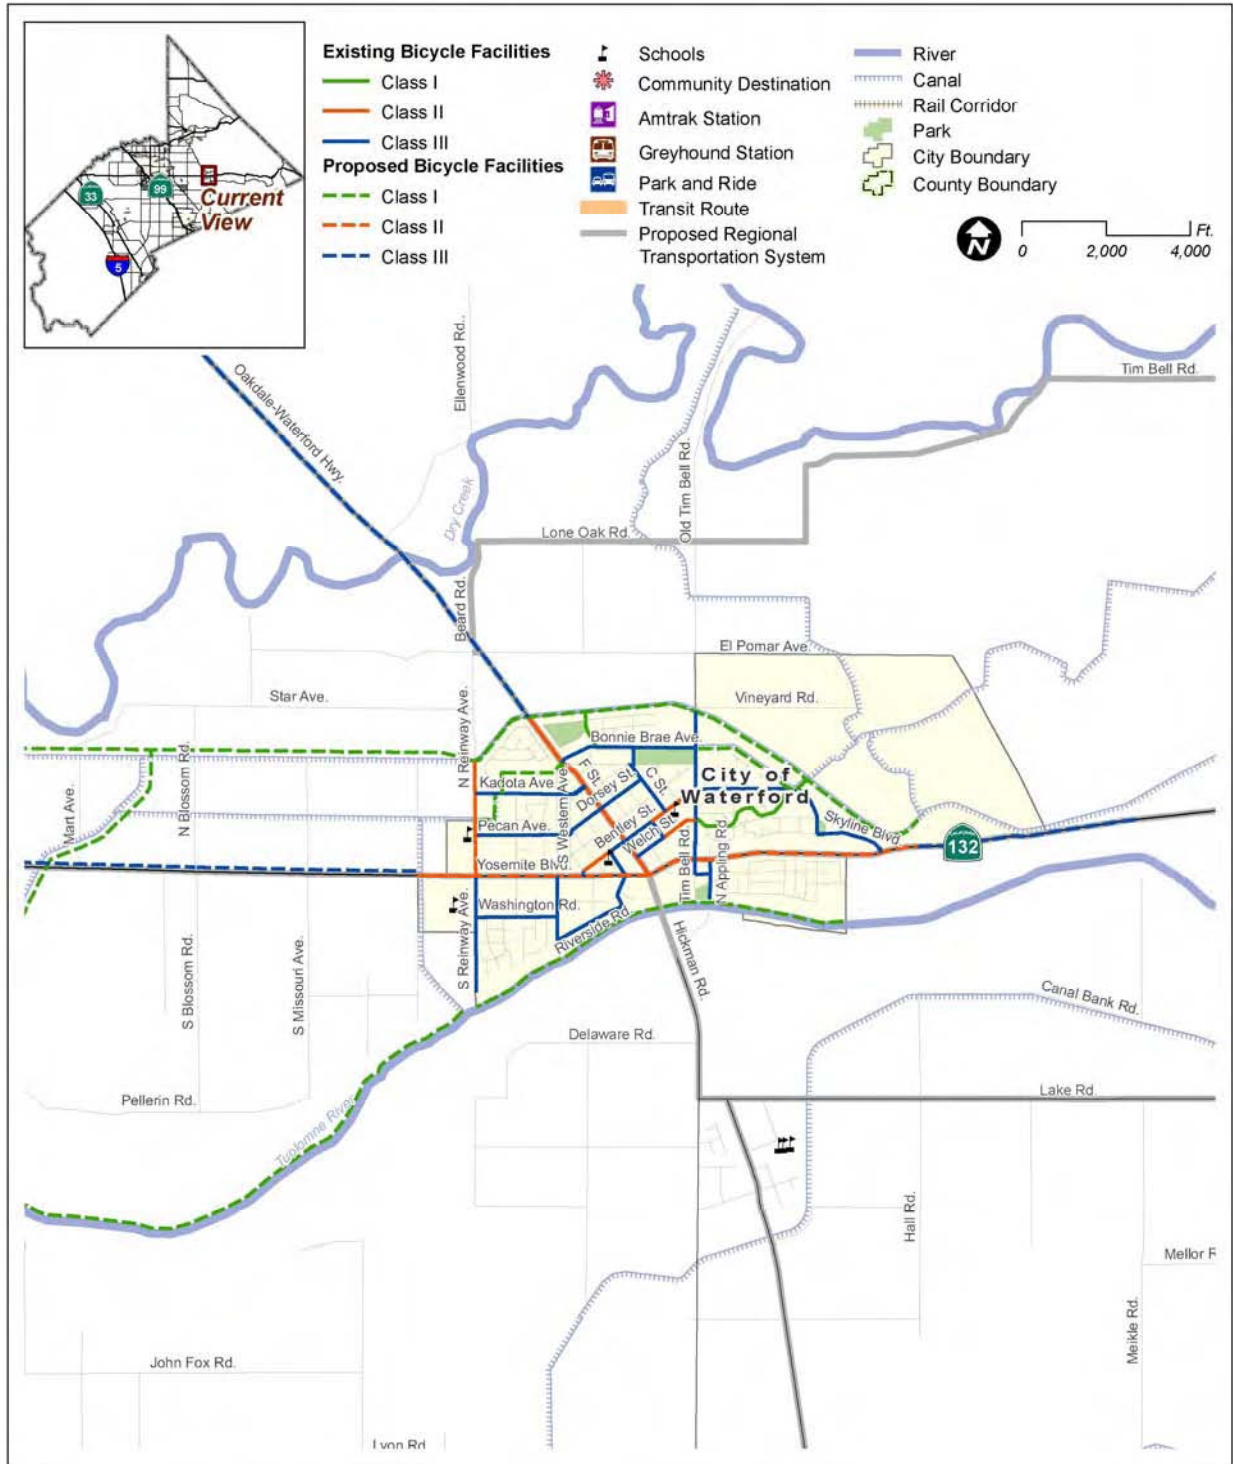 33
99
5
Current
View
Existing Bicycle Facilities
Class I
Class II
Class III
Proposed Bicycle Facilities
Class I
Class II
Class III
Schools
Community Destination
Amtrak Station
Greyhound Station
Park and Ride
Transit Route
Proposed Regional
Transportation System
River
Canal
Rail Corridor
Park
City Boundary
County Boundary
N
Ft.
0 2,000 4,000
Oakdale-Waterford Hwy.
Ellenwood Rd..
Tim Bell Rd.
Dry Creek
Old Tim Bell Rd.
Lone Oak Rd.
Beard Rd.
El Pomar Ave.
Star Ave.
Vineyard Rd.
N Reinway Ave.
Bonnie Brae Ave.
N Blossom Rd.
Mart Ave.
Kadota Ave.
F St.
Dorsey St.
C St.
City of
Waterford
S Western Ave.
Pecan Ave.
Bentley St.
Welch St.
Skyline Blvd.
132
Yosemite Blvd.
Tim Bell Rd.
N Appling Rd.
Washington Rd.
Riverside Rd.
S Reinway Ave.
Hickman Rd.
S Blossom Rd.
S Missouri Ave.
Canal Bank Rd.
Delaware Rd.
Pellerin Rd.
Lake Rd.
Tuolomne River
Hall Rd.
Mellor R
Meikle Rd.
John Fox Rd.
Lyon Rd